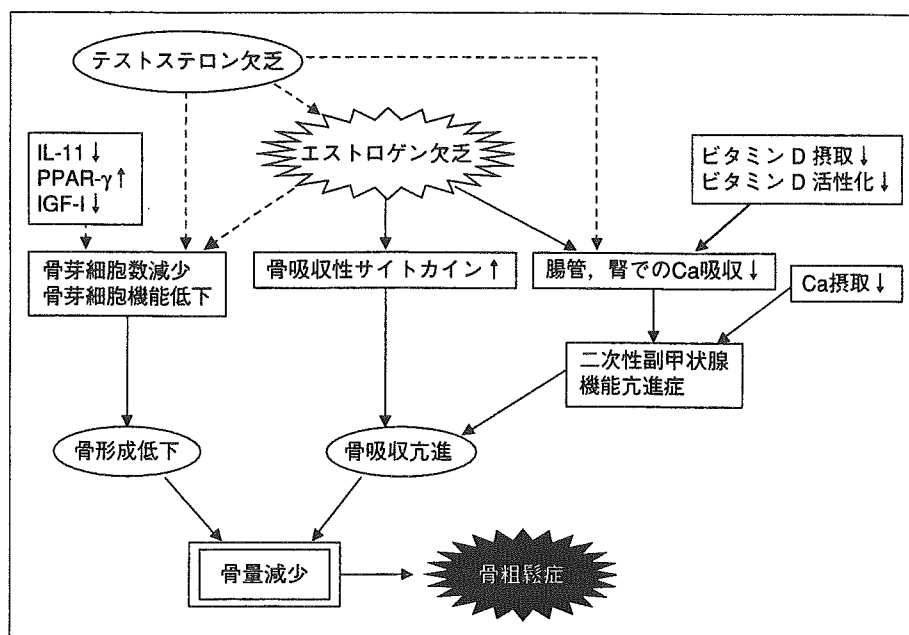 テストステロン欠乏
エストロゲン欠乏
IL-11↓
PPAR-γ↑
IGF-I↓
ビタミン D 摂取↓
ビタミン D 活性化↓
骨芽細胞数減少
骨芽細胞機能低下
骨吸収性サイトカイン↑
腸管，腎でのCa吸収↓
Ca摂取↓
二次性副甲状腺
機能亢進症
骨形成低下
骨吸収亢進
骨量減少
骨粗鬆症